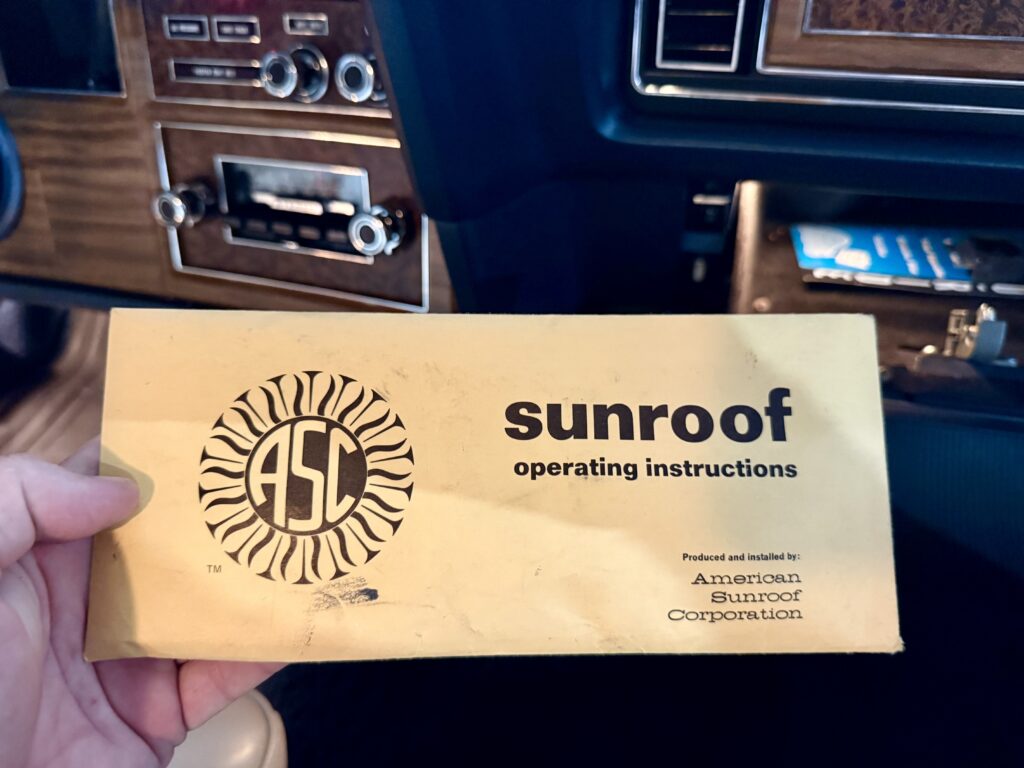 ASC
TM
sunroof
operating instructions
Produced and installed by:
American
Sunroof
Corporation